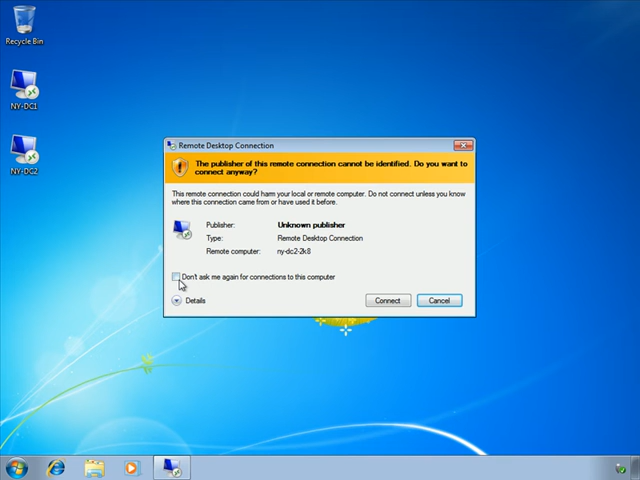 Recycle Bin
NY-DC1
NY-DC2
Remote Desktop Connection
The publisher of this remote connection cannot be identified. Do you want to
connect anyway?
This remote connection could harm your local or remote computer. Do not connect unless you know
where this connection came from or have used it before.
Publisher: Unknown publisher
Type: Remote Desktop Connection
Remote computer: ny-dc2-2k8
Don't ask me again for connections to this computer
Details
Connect
Cancel